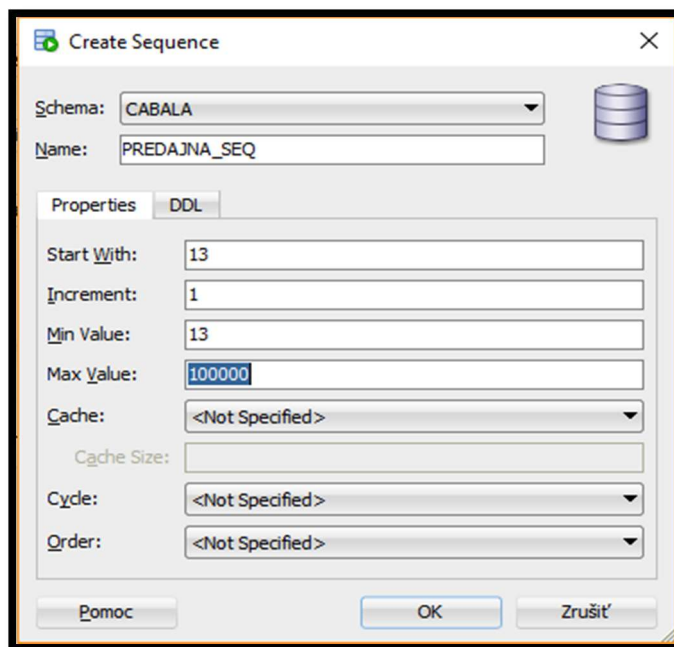 Create Sequence
Schema: CABALA
Name: PREDAJNA_SEQ
Properties DDL
Start With: 13
Increment: 1
Min Value: 13
Max Value: 100000
Cache: <Not Specified>
Cache Size:
Cycle: <Not Specified>
Order: <Not Specified>
Pomoc OK Zrušiť